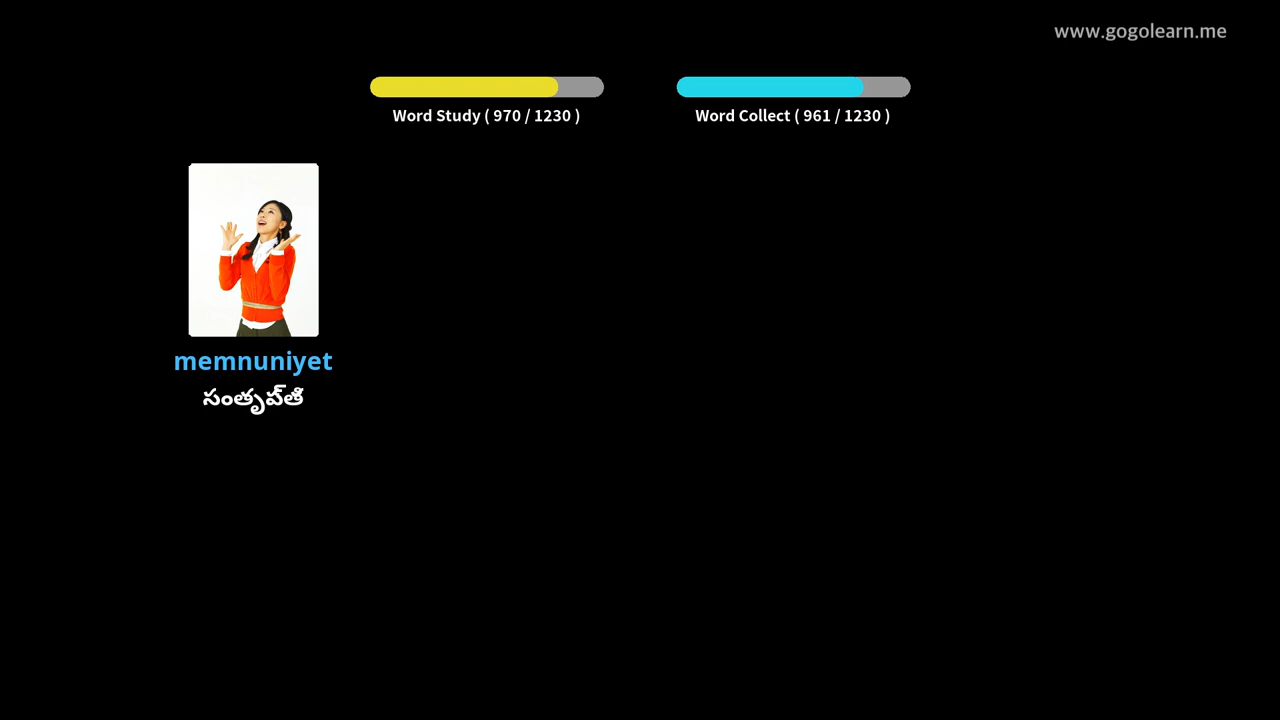 www.gogolearn.me
Word Study ( 970 / 1230 )
Word Collect ( 961 / 1230 )
memnuniyet
సంతృప్తి